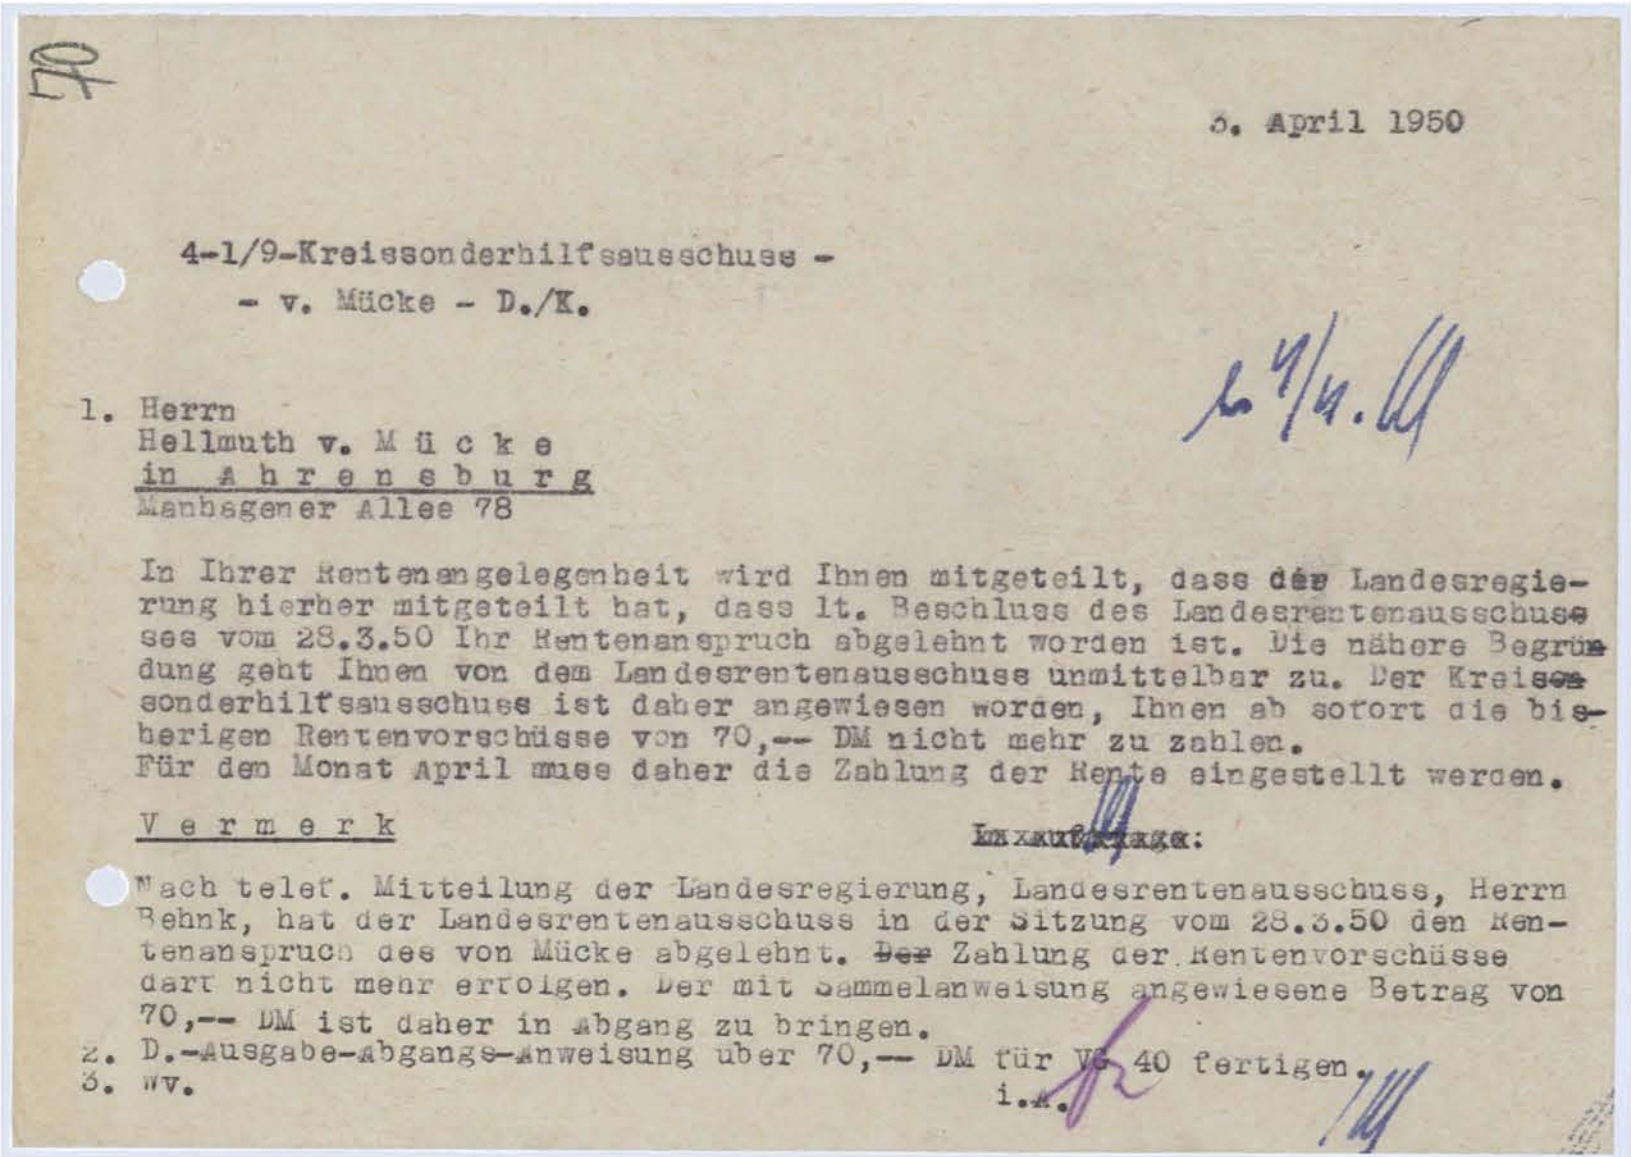 70
3. April 1950
4-1/9-Kreissonderhilfsausschuss -
- v. Mücke - D./K.
1. Herrn
Hellmuth v. M ü c k e
in A h r e n s b u r g
Manhagener Allee 78
In Ihrer Rentenangelegenheit wird Ihnen mitgeteilt, dass der Landesregie-
rung hierher mitgeteilt hat, dass lt. Beschluss des Landesrentenausschuss
ses vom 28.3.50 Ihr Rentenanspruch abgelehnt worden ist. Die nähere Begrün
dung geht Ihnen von dem Landesrentenausschuss unmittelbar zu. Der Kreis
sonderhilfsausschuss ist daher angewiesen worden, Ihnen ab sofort die bis-
herigen Rentenvorschüsse von 70,-- DM nicht mehr zu zahlen.
Für den Monat April muss daher die Zahlung der Rente eingestellt werden.
V e r m e r k
Nach telef. Mitteilung der Landesregierung, Landesrentenausschuss, Herrn
Behnk, hat der Landesrentenausschuss in der Sitzung vom 28.3.50 den Ren-
tenanspruch des von Mücke abgelehnt. Der Zahlung der Rentenvorschüsse
darf nicht mehr erfolgen. Der mit Sammelanweisung angewiesene Betrag von
70,-- DM ist daher in Abgang zu bringen.
2. D.-Ausgabe-Abgangs-Anweisung über 70,-- DM für VG 40 fertigen.
3. Wv.
i.A.